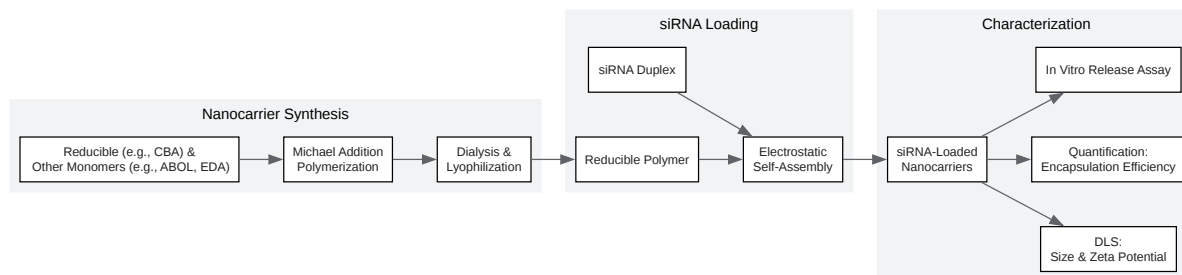 Nanocarrier Synthesis
Reducible (e.g., CBA) &
Other Monomers (e.g., ABOL, EDA)
Michael Addition
Polymerization
Dialysis &
Lyophilization
siRNA Loading
siRNA Duplex
Reducible Polymer
Electrostatic
Self-Assembly
Characterization
siRNA-Loaded
Nanocarriers
In Vitro Release Assay
Quantification:
Encapsulation Efficiency
DLS:
Size & Zeta Potential